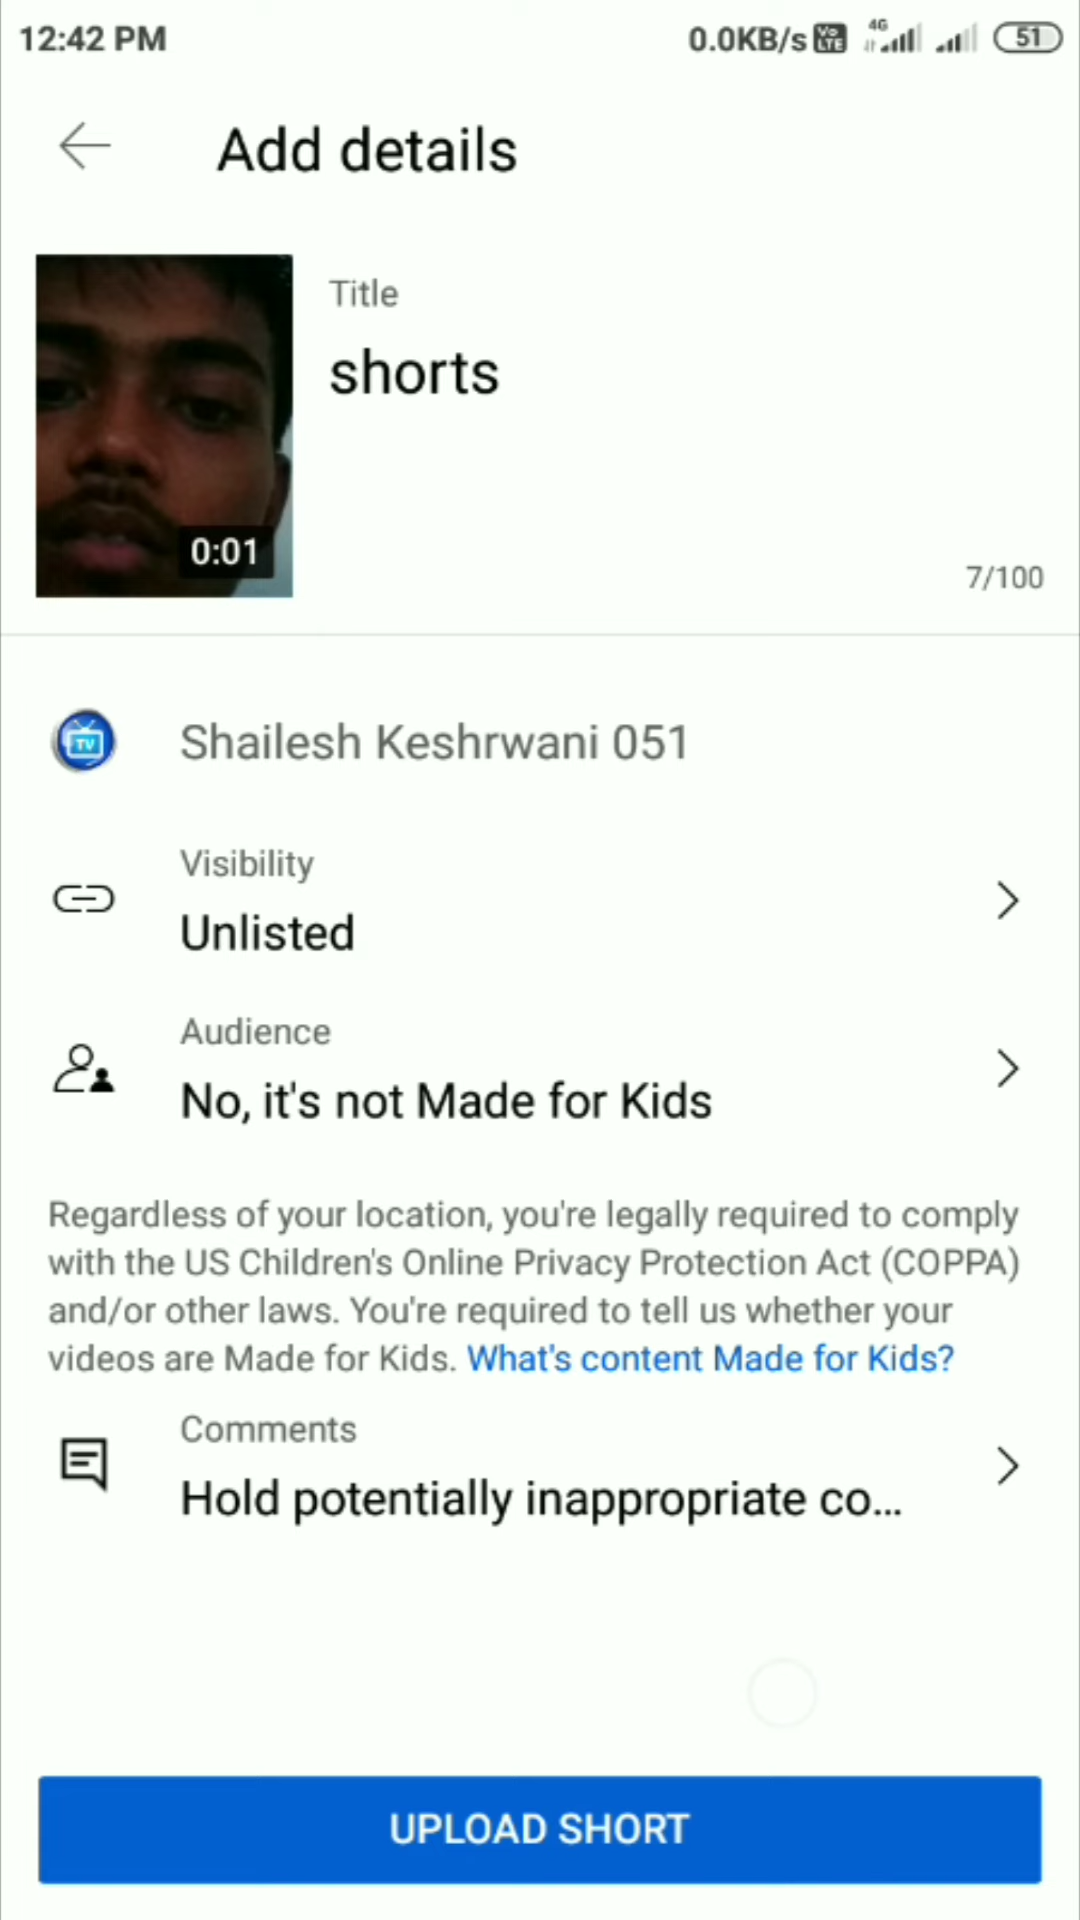 12:42 PM
0.0KB/s Vo LTE 4G 51
Add details
Title
shorts
0:01
7/100
TV
Shailesh Keshrwani 051
Visibility
Unlisted
Audience
No, it's not Made for Kids
Regardless of your location, you're legally required to comply
with the US Children's Online Privacy Protection Act (COPPA)
and/or other laws. You're required to tell us whether your
videos are Made for Kids. What's content Made for Kids?
Comments
Hold potentially inappropriate co...
UPLOAD SHORT